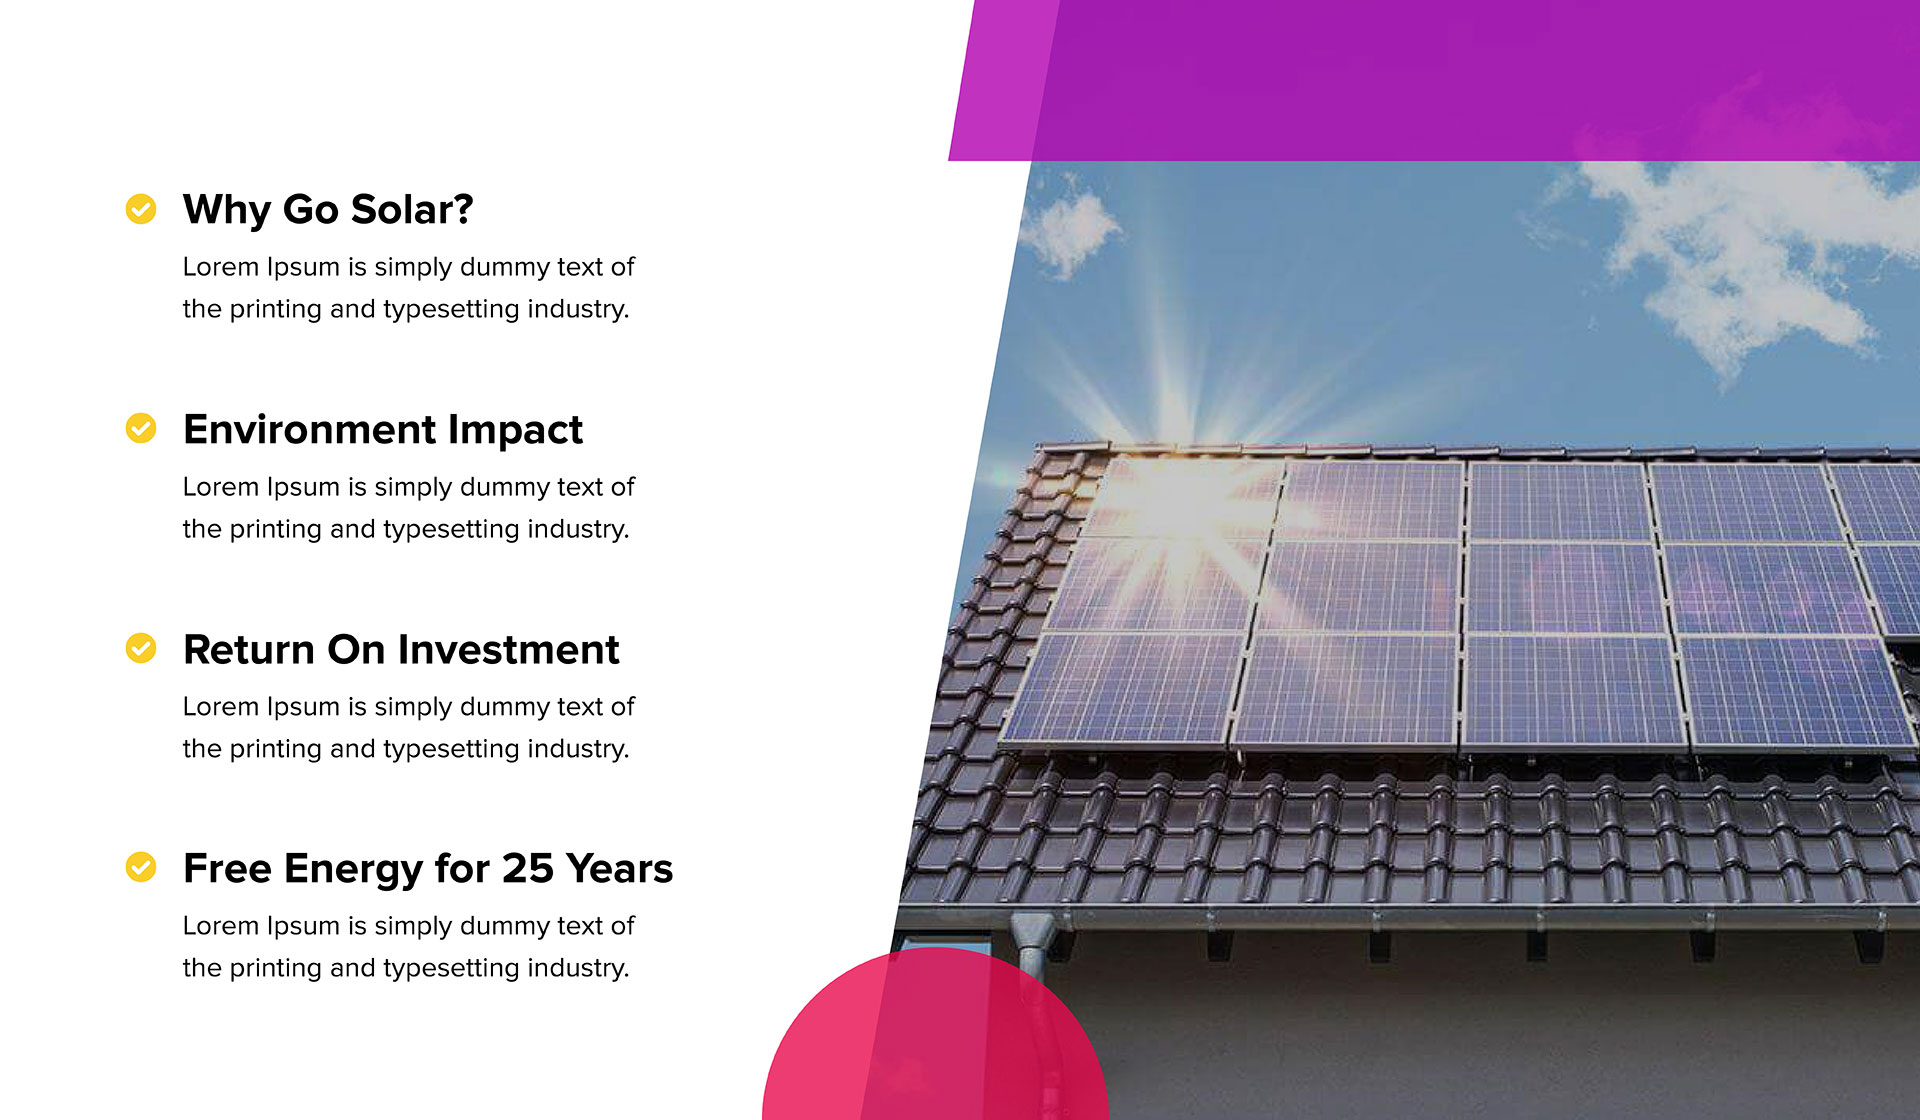 Why Go Solar?
Lorem Ipsum is simply dummy text of
the printing and typesetting industry.
Environment Impact
Lorem Ipsum is simply dummy text of
the printing and typesetting industry.
Return On Investment
Lorem Ipsum is simply dummy text of
the printing and typesetting industry.
Free Energy for 25 Years
Lorem Ipsum is simply dummy text of
the printing and typesetting industry.